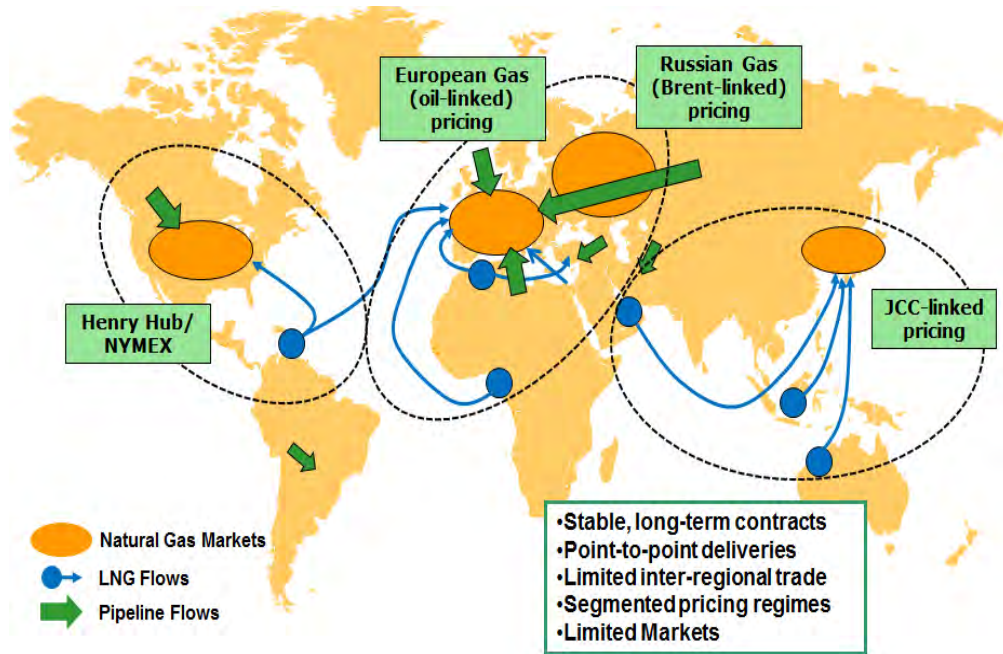 European Gas
(oil-linked)
pricing
Russian Gas
(Brent-linked)
pricing
Henry Hub/
NYMEX
JCC-linked
pricing
Natural Gas Markets
LNG Flows
Pipeline Flows
•Stable, long-term contracts
•Point-to-point deliveries
•Limited inter-regional trade
•Segmented pricing regimes
•Limited Markets